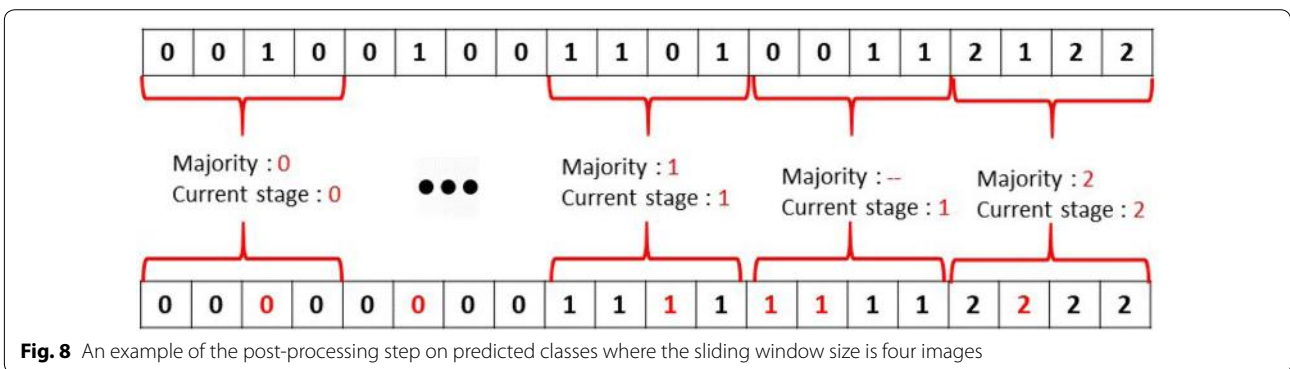 0 0 1 0 0 1 0 0 1 1 0 1 0 0 1 1 2 1 2 2
Majority : 0
Current stage : 0
Majority : 1
Current stage : 1
Majority : --
Current stage : 1
Majority : 2
Current stage : 2
0 0 0 0 0 0 0 0 1 1 1 1 1 1 1 1 2 2 2 2
Fig. 8 An example of the post-processing step on predicted classes where the sliding window size is four images